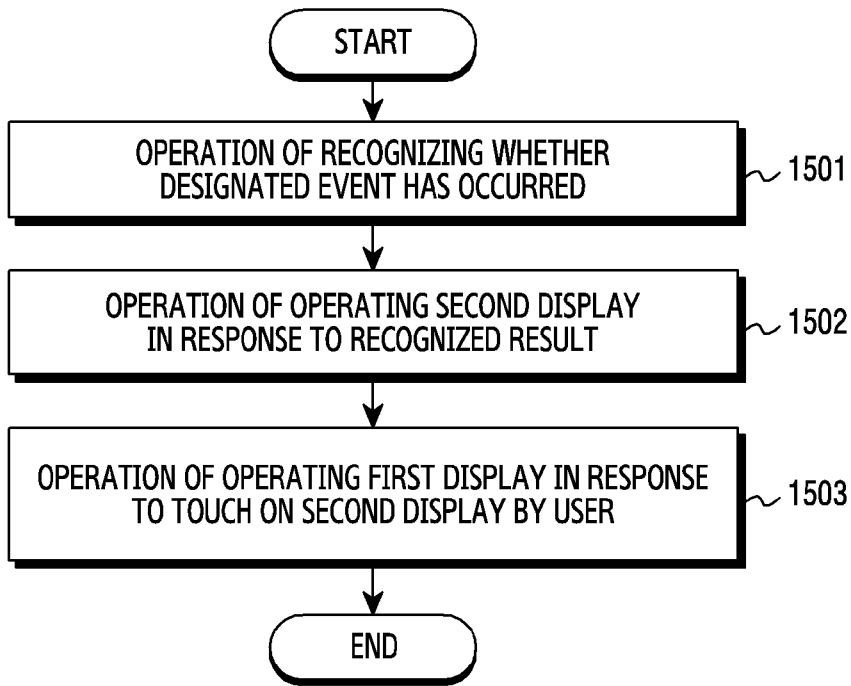 START
OPERATION OF RECOGNIZING WHETHER
DESIGNATED EVENT HAS OCCURRED
1501
OPERATION OF OPERATING SECOND DISPLAY
IN RESPONSE TO RECOGNIZED RESULT
1502
OPERATION OF OPERATING FIRST DISPLAY IN RESPONSE
TO TOUCH ON SECOND DISPLAY BY USER
1503
END